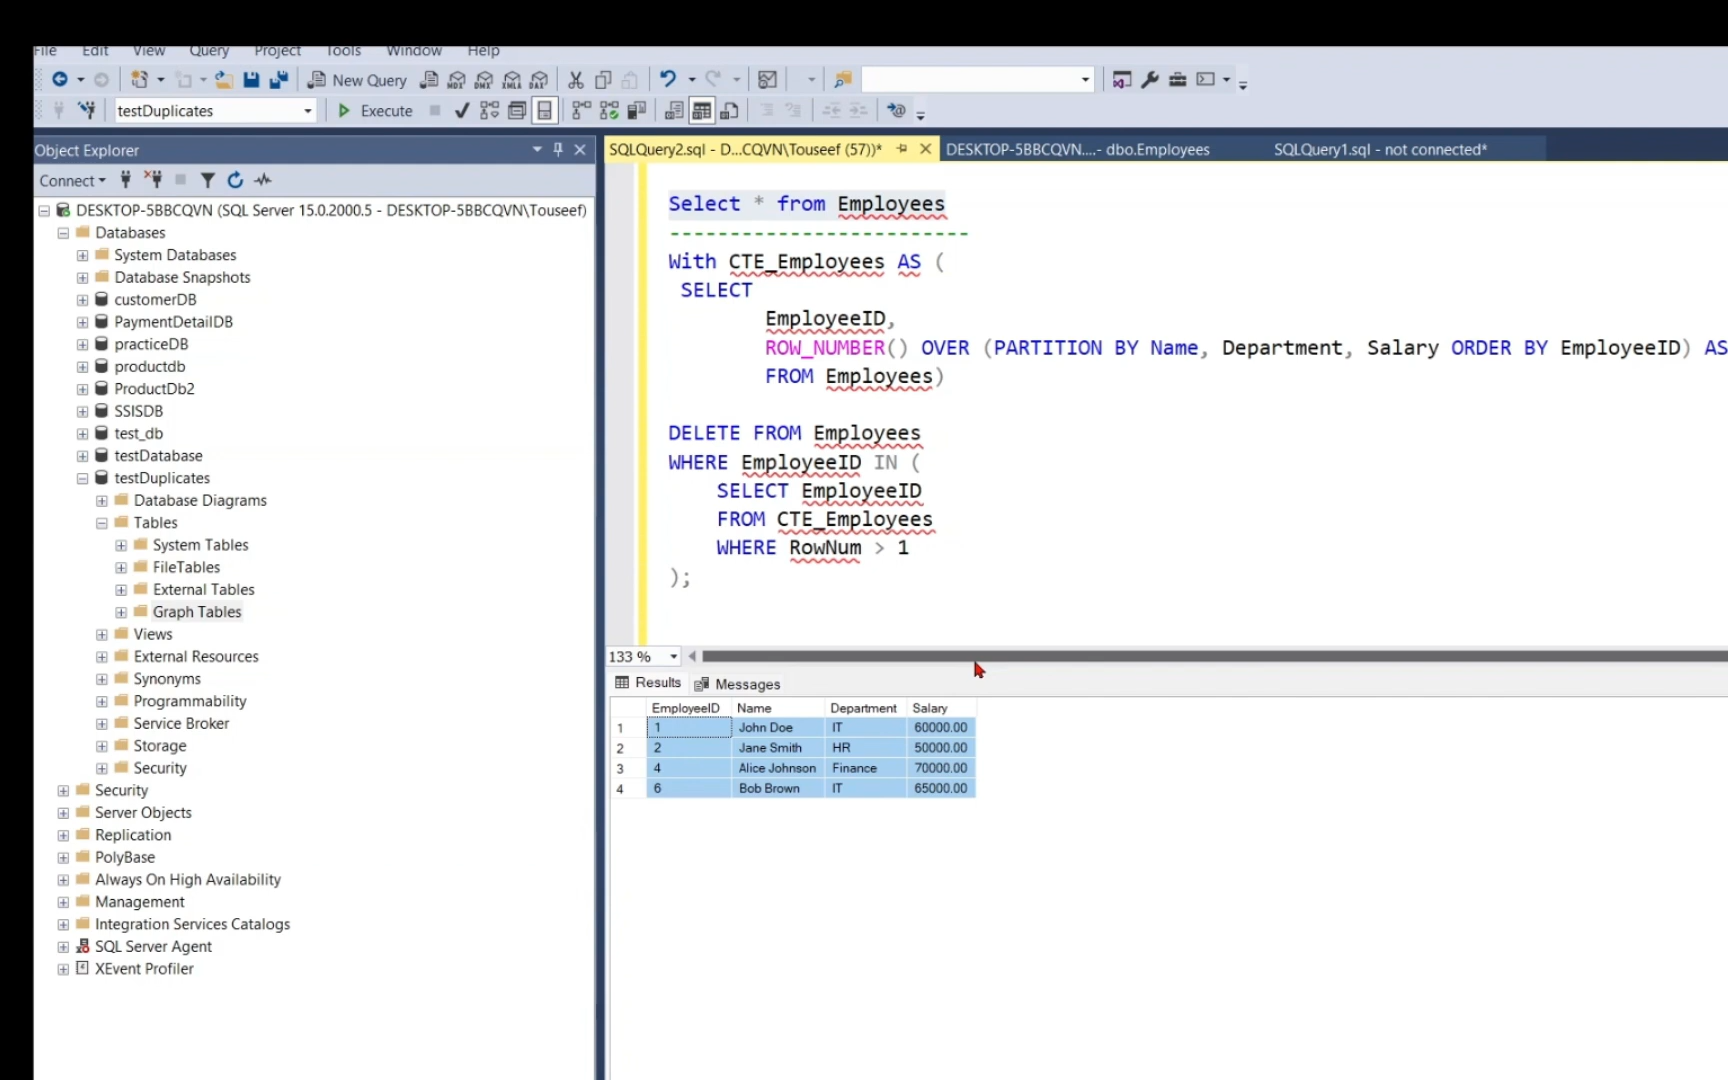 File Edit View Query Project Tools Window Help
New Query MDX DMX XMLA DAX
testDuplicates Execute
Object Explorer
Connect
DESKTOP-5BBCQVN (SQL Server 15.0.2000.5 - DESKTOP-5BBCQVN\Touseef)
Databases
System Databases
Database Snapshots
customerDB
PaymentDetailDB
practiceDB
productdb
ProductDb2
SSISDB
test_db
testDatabase
testDuplicates
Database Diagrams
Tables
System Tables
FileTables
External Tables
Graph Tables
Views
External Resources
Synonyms
Programmability
Service Broker
Storage
Security
Security
Server Objects
Replication
PolyBase
Always On High Availability
Management
Integration Services Catalogs
SQL Server Agent
XEvent Profiler
SQLQuery2.sql - D...CQVN\Touseef (57))* DESKTOP-5BBCQVN....- dbo.Employees SQLQuery1.sql - not connected*
Select * from Employees
-------------------------
With CTE_Employees AS (
SELECT
EmployeeID,
ROW_NUMBER() OVER (PARTITION BY Name, Department, Salary ORDER BY EmployeeID) AS
FROM Employees)
DELETE FROM Employees
WHERE EmployeeID IN (
SELECT EmployeeID
FROM CTE_Employees
WHERE RowNum > 1
);
133 %
Results Messages
EmployeeID Name Department Salary
1 1 John Doe IT 60000.00
2 2 Jane Smith HR 50000.00
3 4 Alice Johnson Finance 70000.00
4 6 Bob Brown IT 65000.00